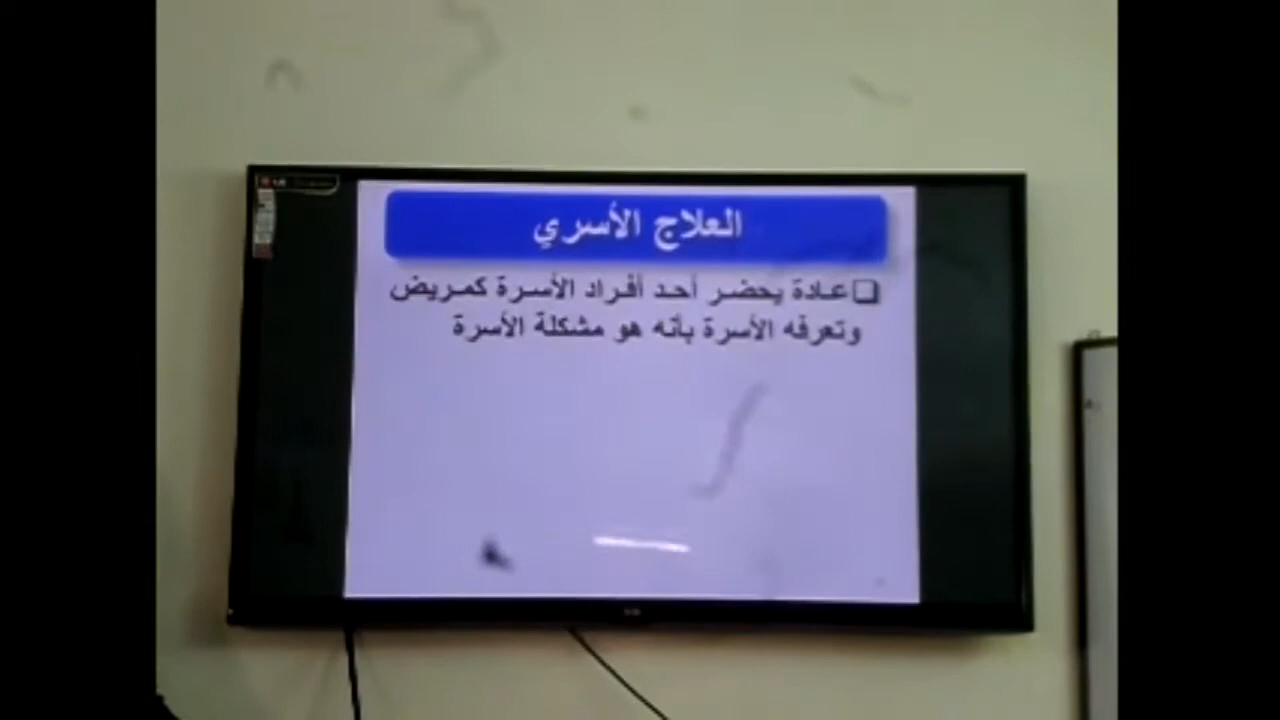 العلاج الأسري
❑ عادة يحضر أحد أفراد الأسرة كمريض
وتعرفه الأسرة بأنه هو مشكلة الأسرة